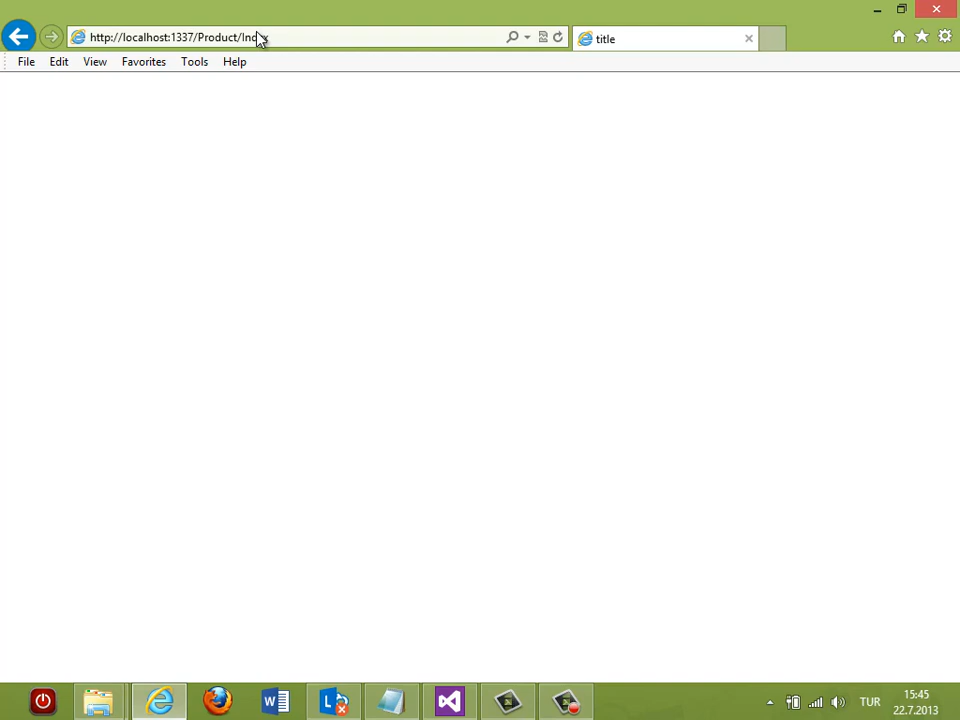 http://localhost:1337/Product/Index
title
File Edit View Favorites Tools Help
TUR
15:45
22.7.2013